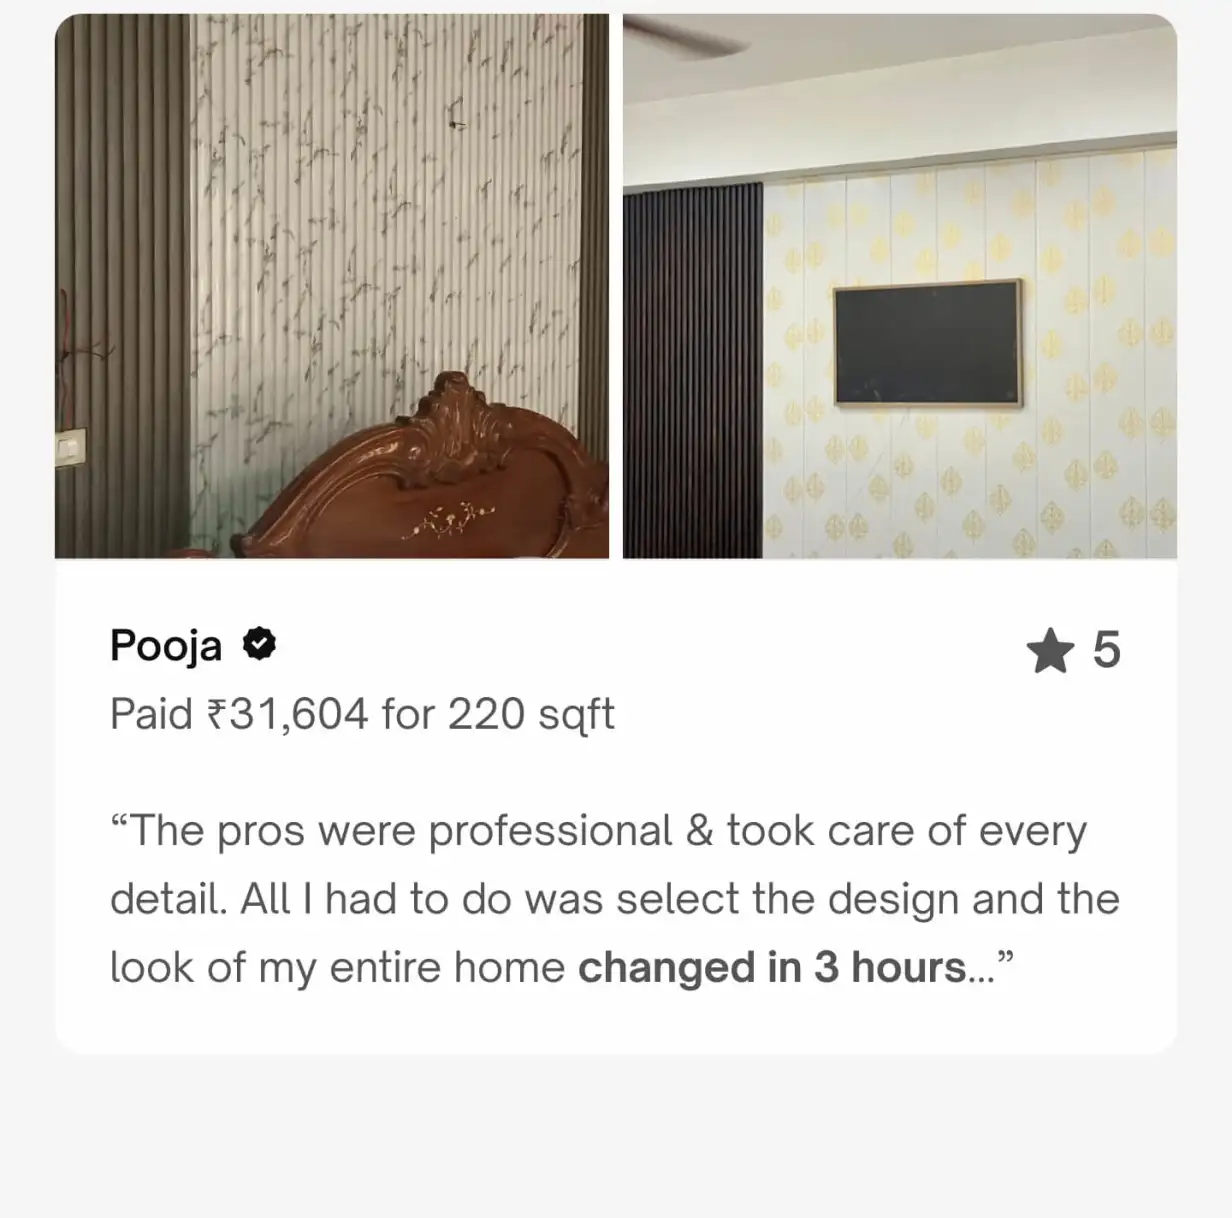 Pooja
5
Paid ₹31,604 for 220 sqft
“The pros were professional & took care of every
detail. All I had to do was select the design and the
look of my entire home changed in 3 hours...”